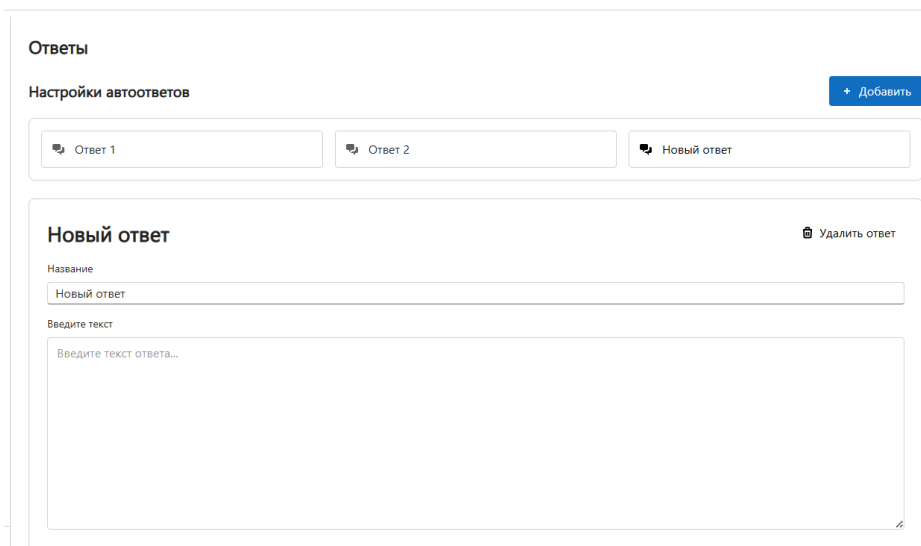 Ответы
Настройки автоответов
+ Добавить
Ответ 1
Ответ 2
Новый ответ
Новый ответ
Удалить ответ
Название
Новый ответ
Введите текст
Введите текст ответа...